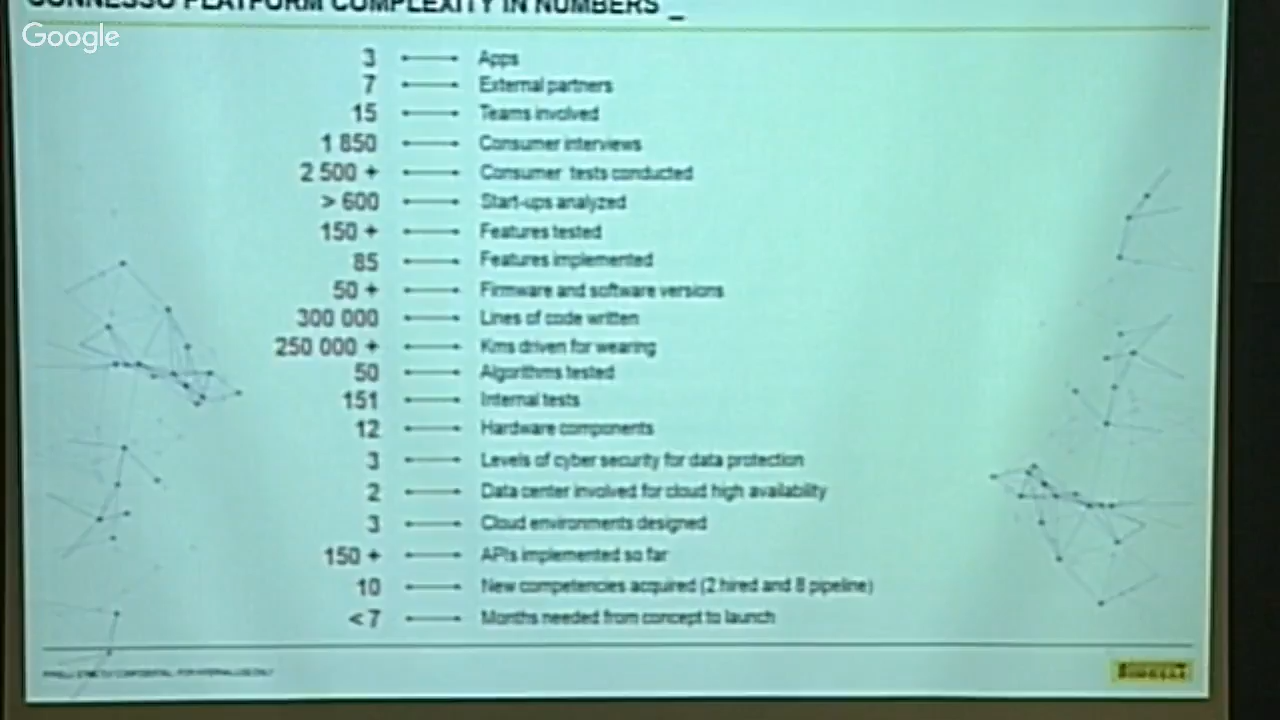 CONNESSO PLATFORM COMPLEXITY IN NUMBERS _
Google
3 Apps
7 External partners
15 Teams involved
1 850 Consumer interviews
2 500 + Consumer tests conducted
> 600 Start-ups analyzed
150 + Features tested
85 Features implemented
50 + Firmware and software versions
300 000 Lines of code written
250 000 + Kms driven for wearing
50 Algorithms tested
151 Internal tests
12 Hardware components
3 Levels of cyber security for data protection
2 Data center involved for cloud high availability
3 Cloud environments designed
150 + APIs implemented so far
10 New competencies acquired (2 hired and 8 pipeline)
< 7 Months needed from concept to launch